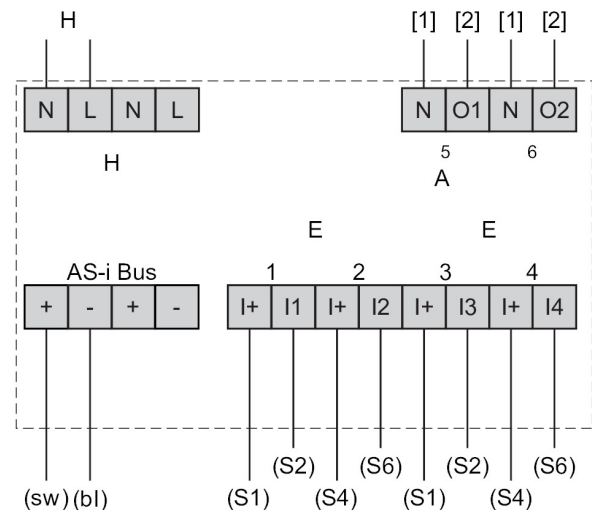 H [1] [2] [1] [2]
N L N L N O1 N O2
5 6
H A
E E
AS-i Bus 1 2 3 4
+ - + - I+ I1 I+ I2 I+ I3 I+ I4
(S2) (S6) (S2) (S6)
(sw) (bl) (S1) (S4) (S1) (S4)